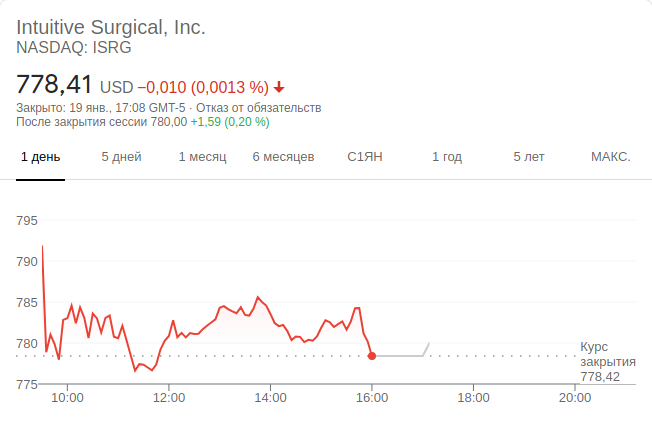 Intuitive Surgical, Inc.
NASDAQ: ISRG
778,41 USD −0,010 (0,0013 %)
Закрыто: 19 янв., 17:08 GMT-5 · Отказ от обязательств
После закрытия сессии 780,00 +1,59 (0,20 %)
1 день 5 дней 1 месяц 6 месяцев С1ЯН 1 год 5 лет МАКС.
795
790
785
780
Курс
закрытия
778,42
775
10:00 12:00 14:00 16:00 18:00 20:00